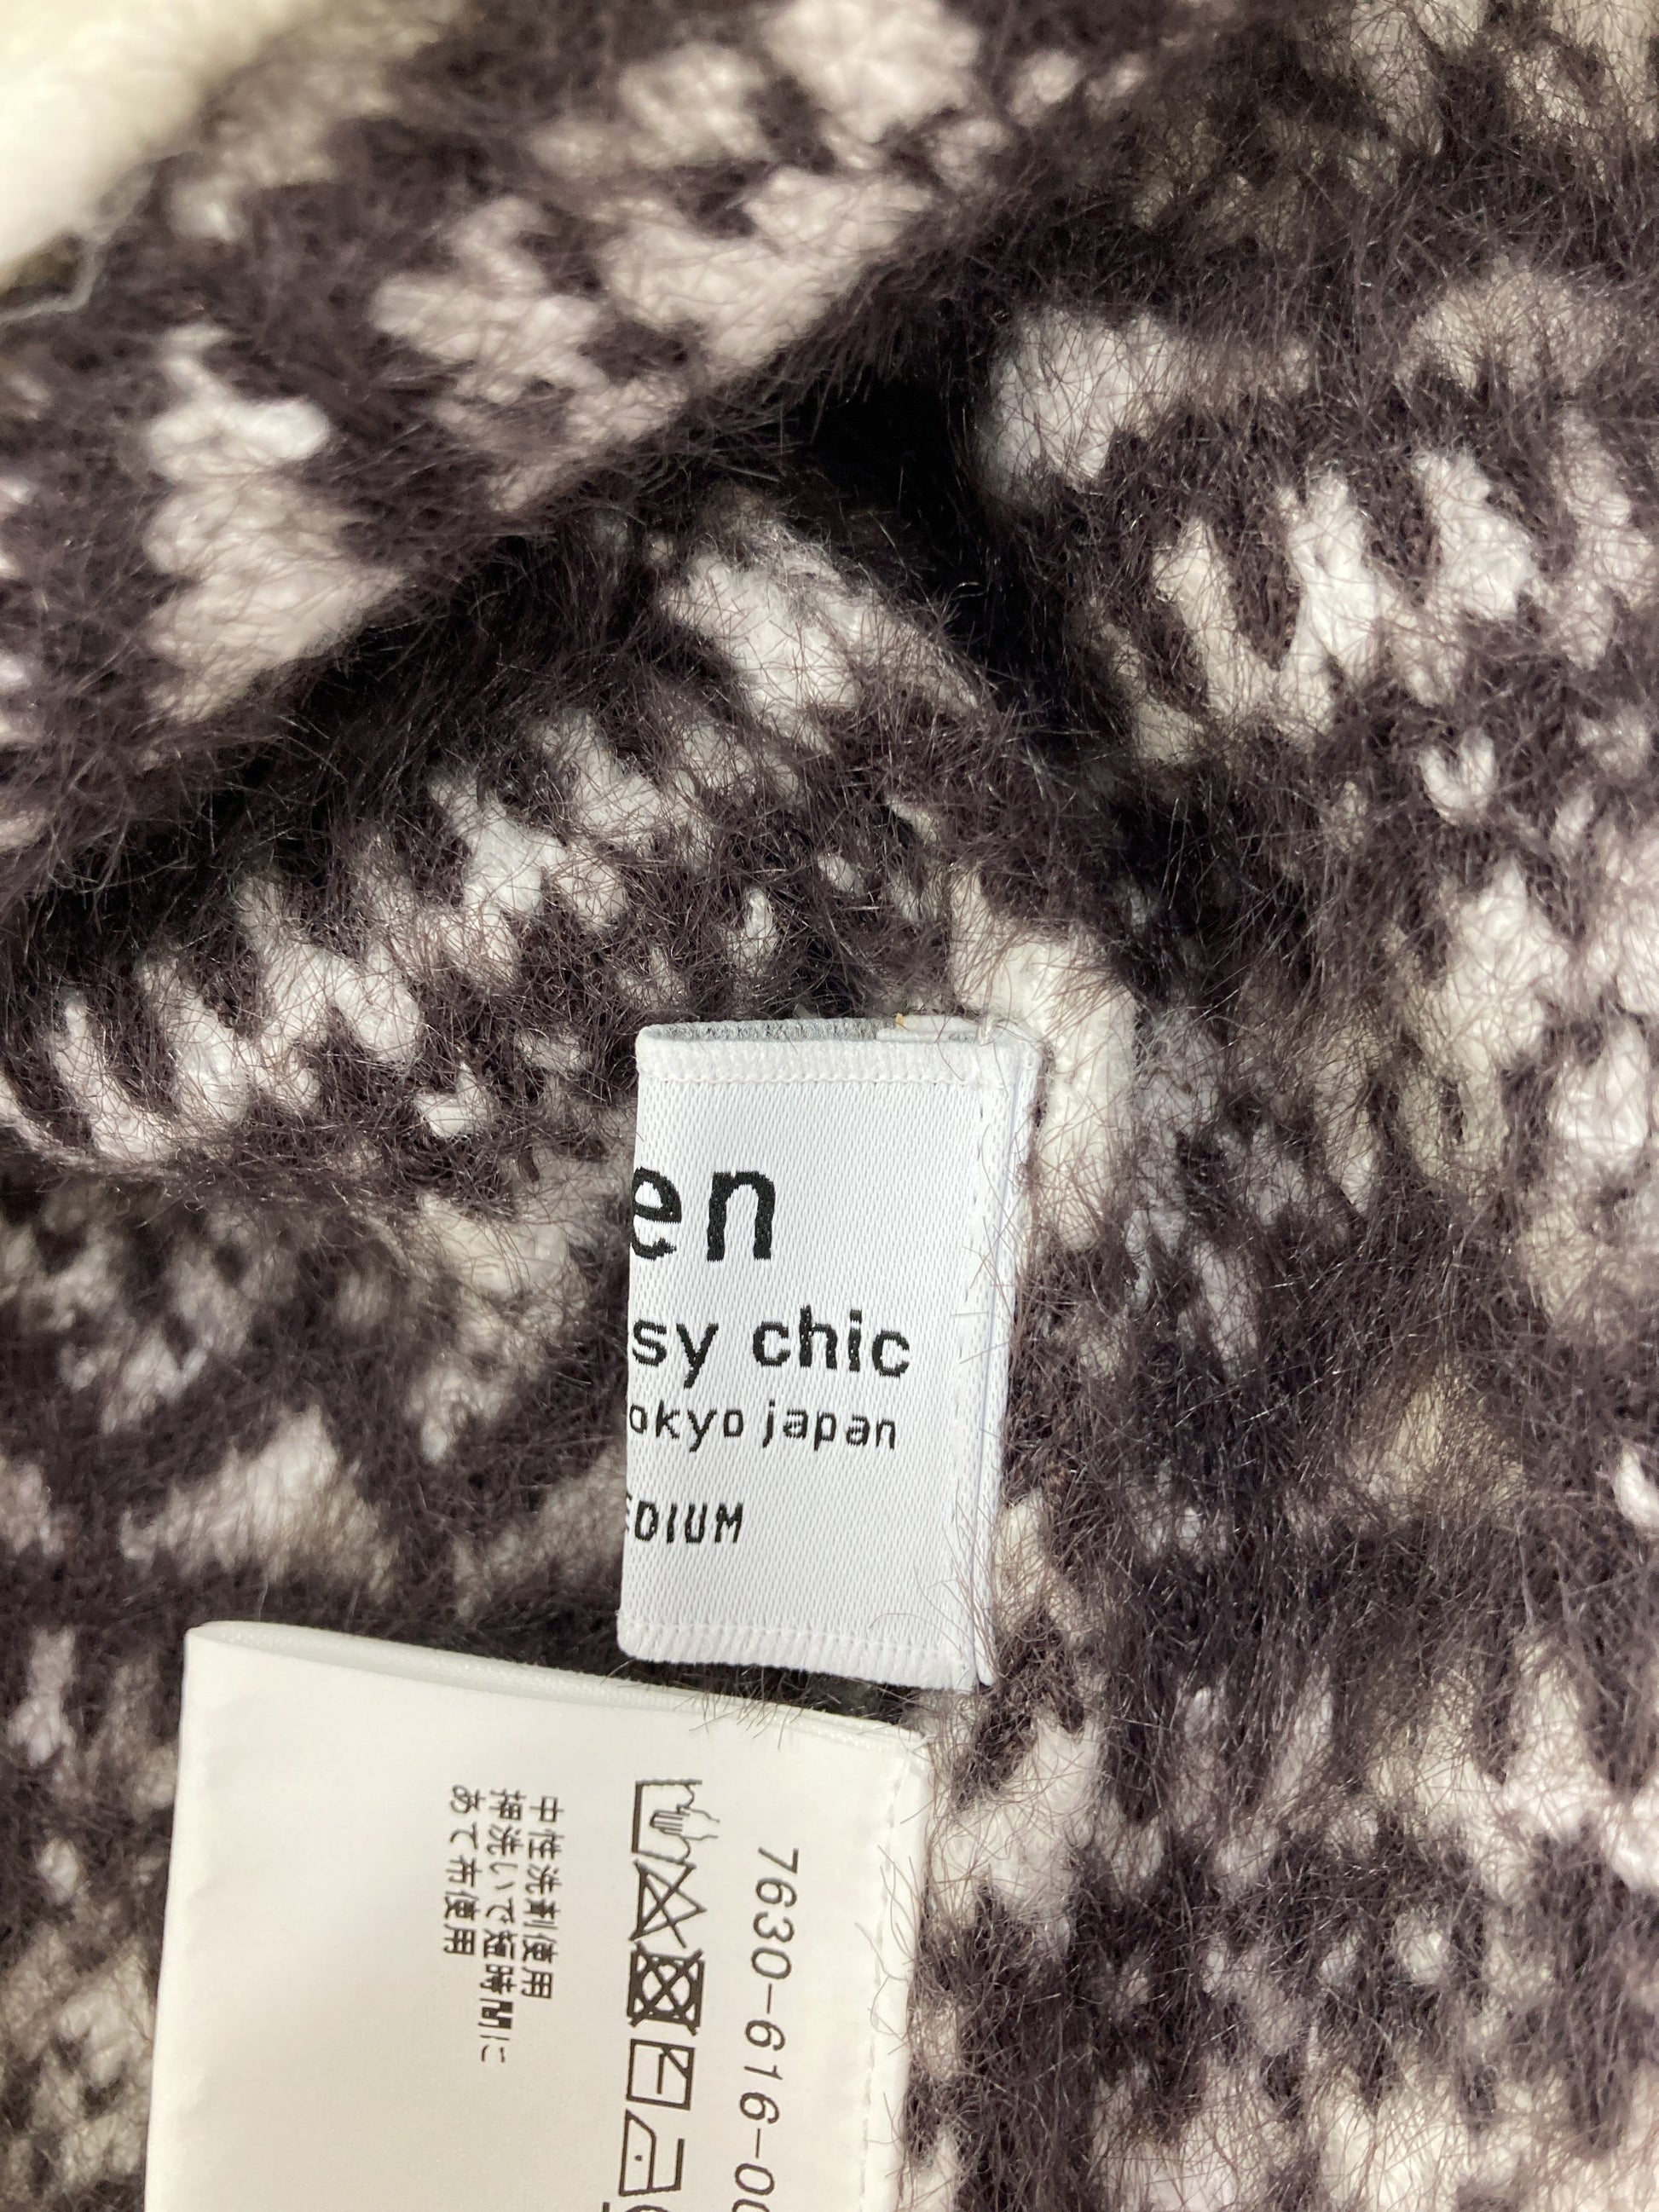 en
sy chic
okyo japan
EDIUM
7630-616-00
中性洗剤使用
押洗いで短時間に
あて布使用